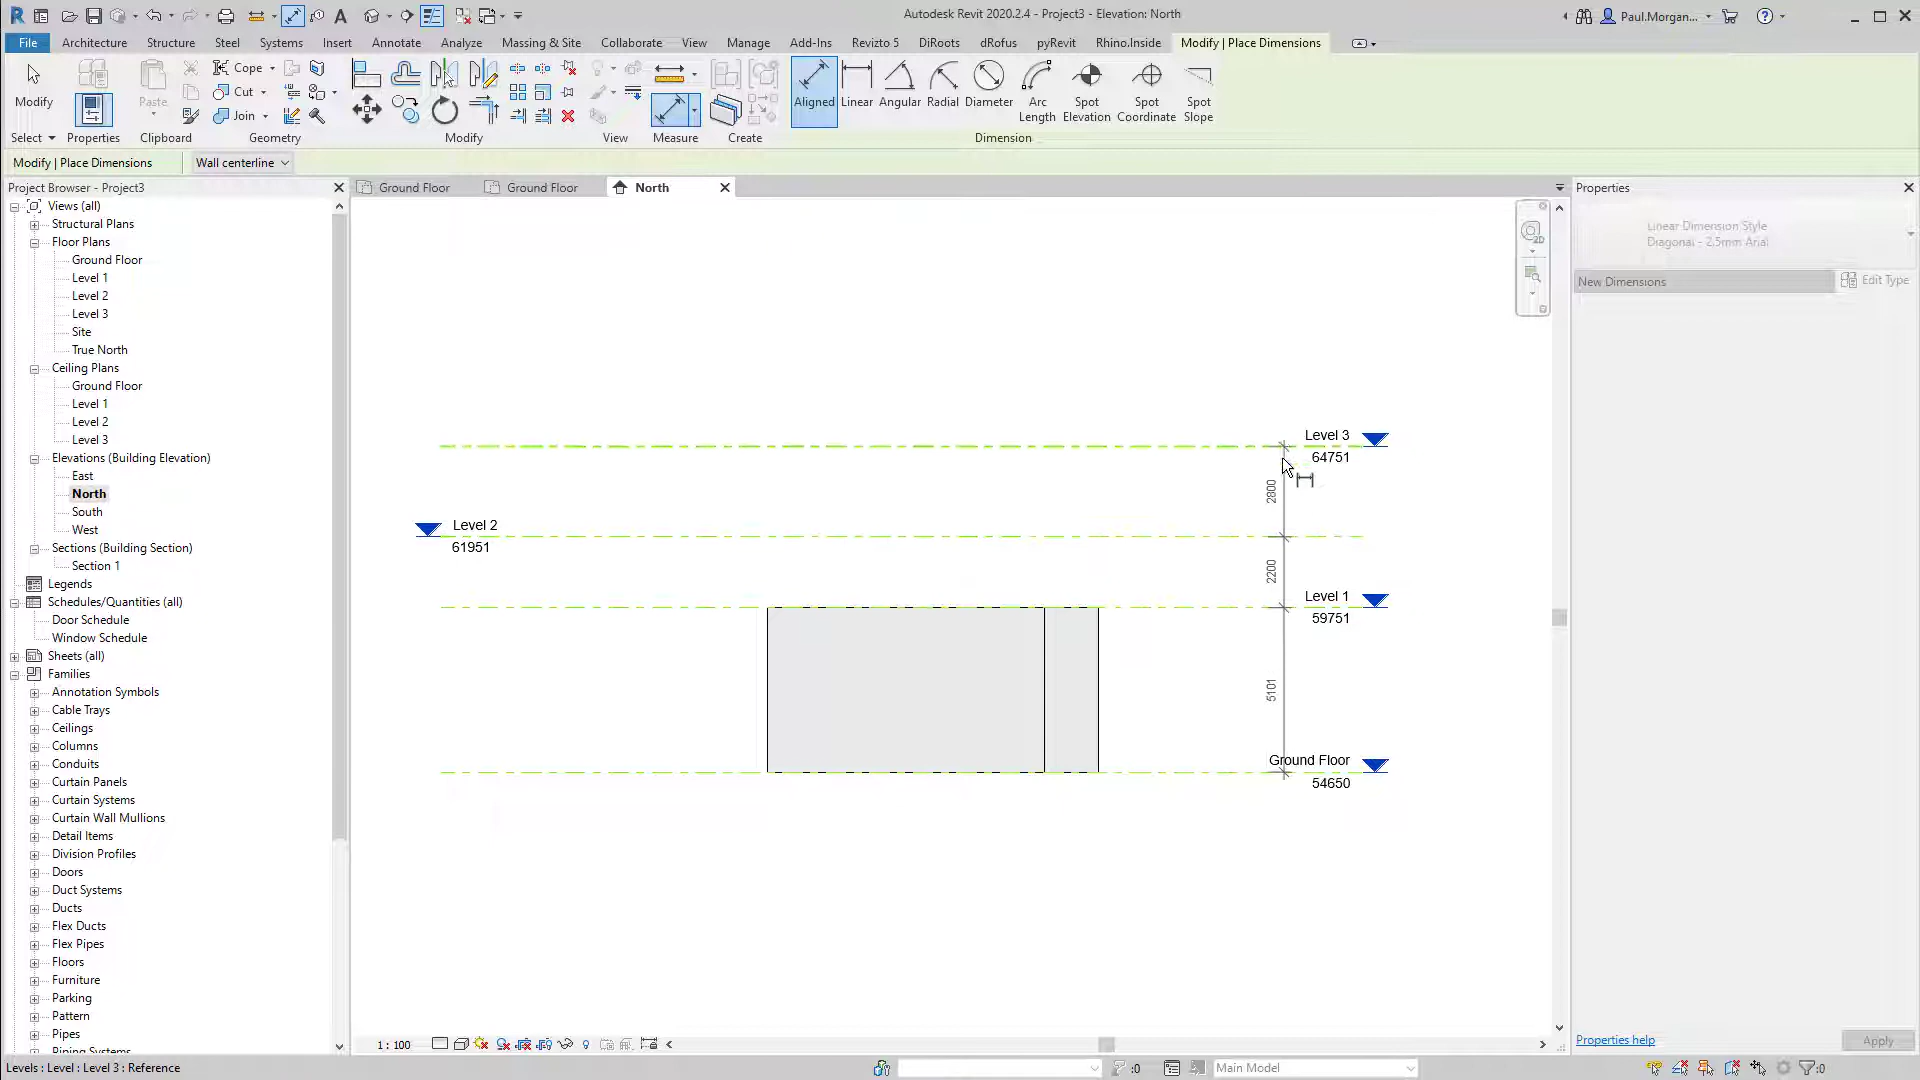 Autodesk Revit 2020.2.4 - Project3 - Elevation: North
Paul.Morgan...
File
Architecture
Structure
Steel
Systems
Insert
Annotate
Analyze
Massing & Site
Collaborate
View
Manage
Add-Ins
Revizto 5
DiRoots
dRofus
pyRevit
Rhino.Inside
Modify | Place Dimensions
Modify
Paste
Cope
Cut
Join
Aligned
Linear
Angular
Radial
Diameter
Arc
Length
Spot
Elevation
Spot
Coordinate
Spot
Slope
Select
Properties
Clipboard
Geometry
Modify
View
Measure
Create
Dimension
Modify | Place Dimensions
Wall centerline
Project Browser - Project3
Ground Floor
Ground Floor
North
Properties
Views (all)
Structural Plans
Floor Plans
Ground Floor
Level 1
Level 2
Level 3
Site
True North
Ceiling Plans
Ground Floor
Level 1
Level 2
Level 3
Elevations (Building Elevation)
East
North
South
West
Sections (Building Section)
Section 1
Legends
Schedules/Quantities (all)
Door Schedule
Window Schedule
Sheets (all)
Families
Annotation Symbols
Cable Trays
Ceilings
Columns
Conduits
Curtain Panels
Curtain Systems
Curtain Wall Mullions
Detail Items
Division Profiles
Doors
Duct Systems
Ducts
Flex Ducts
Flex Pipes
Floors
Furniture
Parking
Pattern
Pipes
Piping Systems
Level 3
64751
2800
Level 2
61951
2200
Level 1
59751
5101
Ground Floor
54650
2D
Linear Dimension Style
Diagonal - 2.5mm Arial
New Dimensions
Edit Type
Properties help
Apply
1 : 100
Levels : Level : Level 3 : Reference
:0
Main Model
:0